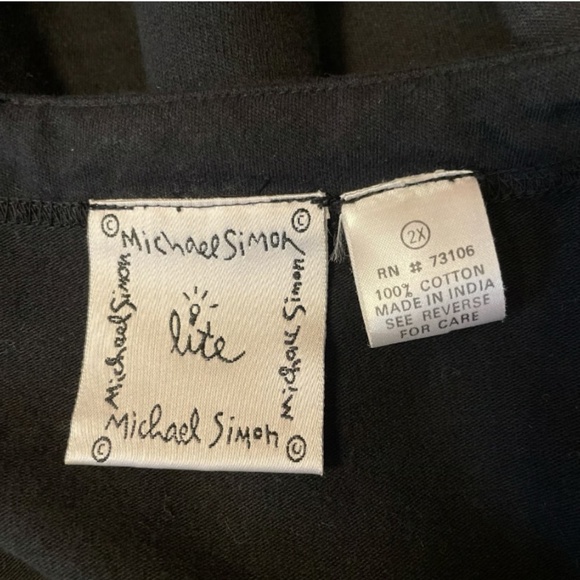 © Michael Simon ©
Michael Simon
lite
Michael Simon
© Michael Simon ©
2X
RN # 73106
100% COTTON
MADE IN INDIA
SEE REVERSE
FOR CARE